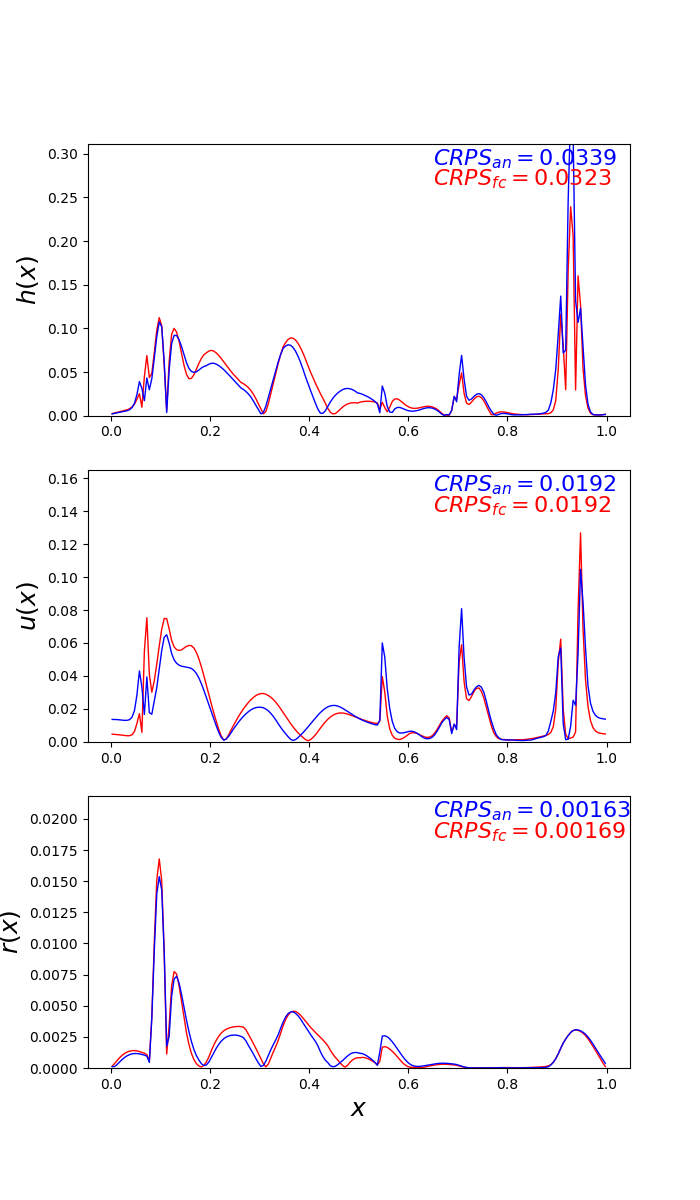 CRPS_an = 0.0339
CRPS_fc = 0.0323
0.30
0.25
0.20
0.15
0.10
0.05
0.00
h(x)
0.0 0.2 0.4 0.6 0.8 1.0
CRPS_an = 0.0192
CRPS_fc = 0.0192
0.16
0.14
0.12
0.10
0.08
0.06
0.04
0.02
0.00
u(x)
0.0 0.2 0.4 0.6 0.8 1.0
CRPS_an = 0.00163
CRPS_fc = 0.00169
0.0200
0.0175
0.0150
0.0125
0.0100
0.0075
0.0050
0.0025
0.0000
r(x)
0.0 0.2 0.4 0.6 0.8 1.0
x